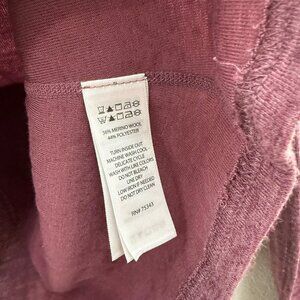 56% MERINO WOOL
44% POLYESTER
TURN INSIDE OUT
MACHINE WASH COOL
DELICATE CYCLE
WASH WITH LIKE COLORS
DO NOT BLEACH
LINE DRY
LOW IRON IF NEEDED
DO NOT DRY CLEAN
RN# 75343